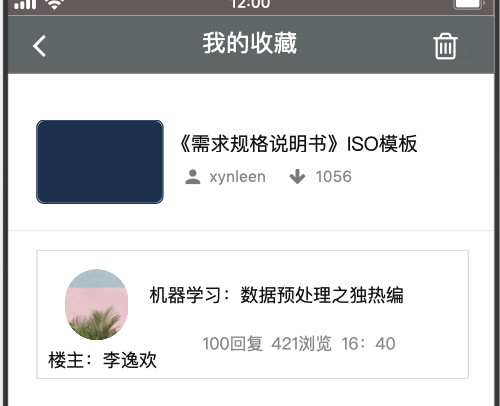 12:00
我的收藏
《需求规格说明书》ISO模板
xynleen 1056
机器学习：数据预处理之独热编
100回复 421浏览 16：40
楼主：李逸欢